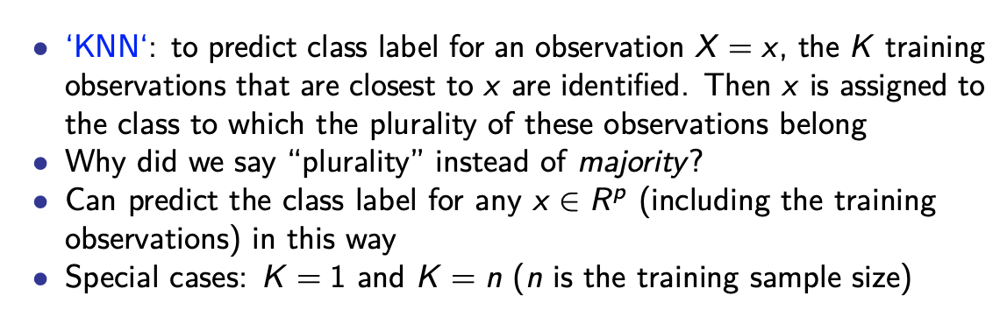 • ‘KNN‘: to predict class label for an observation X = x, the K training
observations that are closest to x are identified. Then x is assigned to
the class to which the plurality of these observations belong
• Why did we say “plurality” instead of majority?
• Can predict the class label for any x ∈ Rᵖ (including the training
observations) in this way
• Special cases: K = 1 and K = n (n is the training sample size)